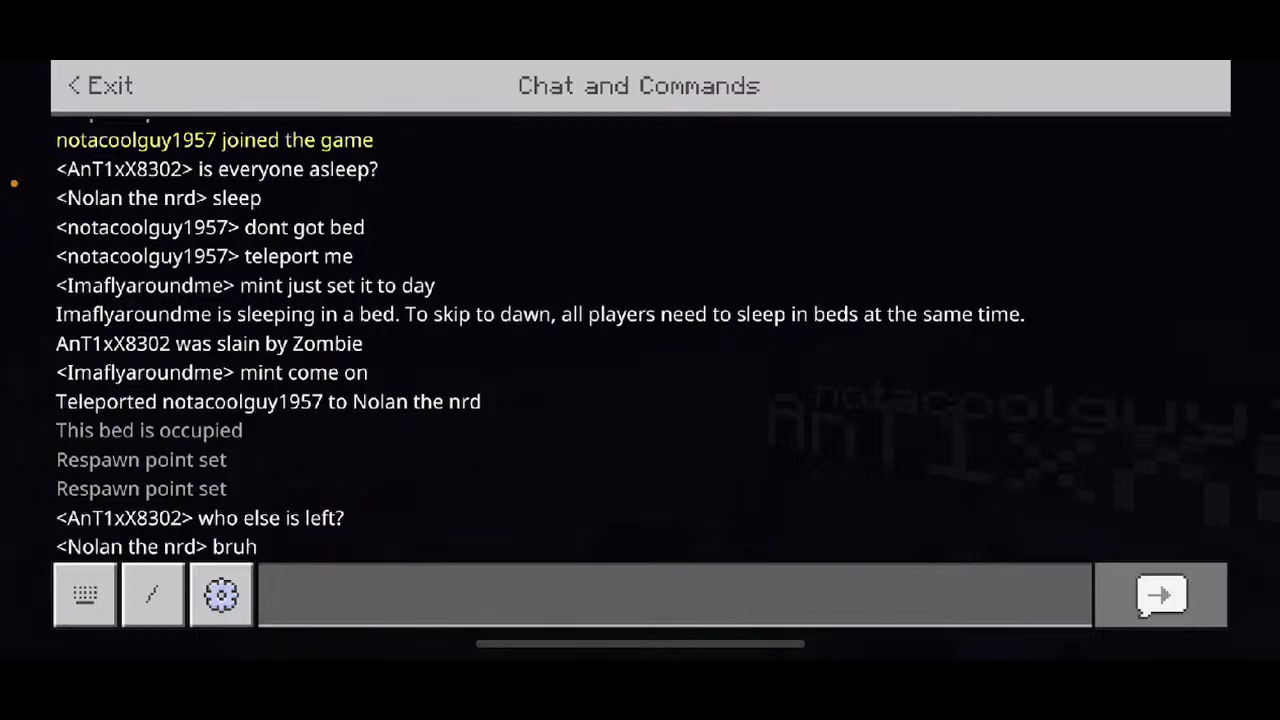 < Exit
Chat and Commands
notacoolguy1957 joined the game
<AnT1xX8302> is everyone asleep?
<Nolan the nrd> sleep
<notacoolguy1957> dont got bed
<notacoolguy1957> teleport me
<Imaflyaroundme> mint just set it to day
Imaflyaroundme is sleeping in a bed. To skip to dawn, all players need to sleep in beds at the same time.
AnT1xX8302 was slain by Zombie
<Imaflyaroundme> mint come on
Teleported notacoolguy1957 to Nolan the nrd
This bed is occupied
Respawn point set
Respawn point set
<AnT1xX8302> who else is left?
<Nolan the nrd> bruh
/